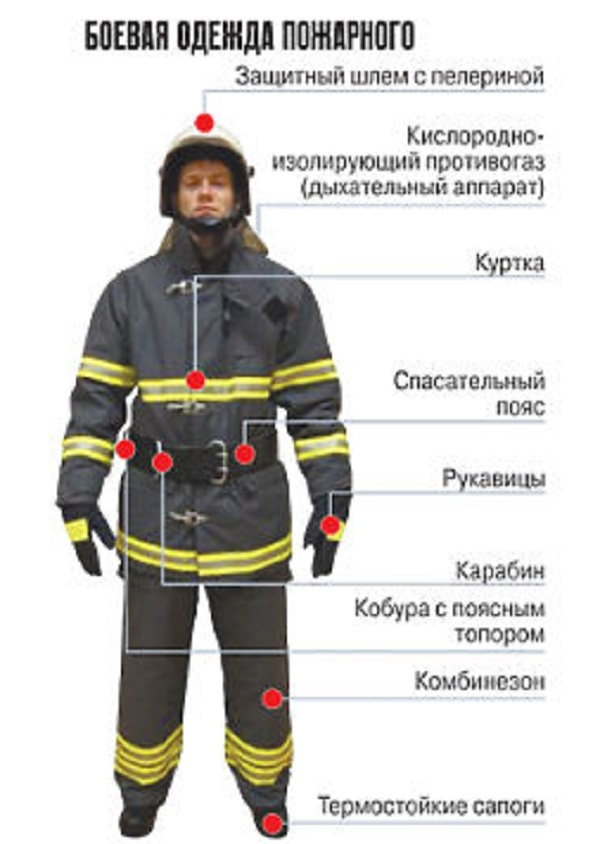 БОЕВАЯ ОДЕЖДА ПОЖАРНОГО
Защитный шлем с пелериной
Кислородно-
изолирующий противогаз
(дыхательный аппарат)
Куртка
Спасательный
пояс
Рукавицы
Карабин
Кобура с поясным
топором
Комбинезон
Термостойкие сапоги